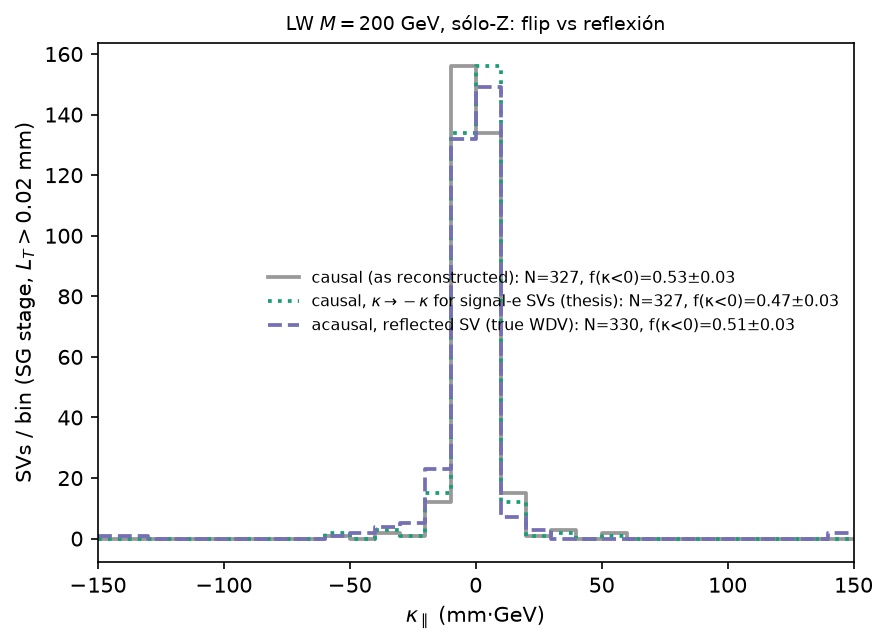 LW M = 200 GeV, sólo-Z: flip vs reflexión
160
140
120
100
80
60
40
20
0
SVs / bin (SG stage, L_T > 0.02 mm)
causal (as reconstructed): N=327, f(κ<0)=0.53±0.03
causal, κ → −κ for signal-e SVs (thesis): N=327, f(κ<0)=0.47±0.03
acausal, reflected SV (true WDV): N=330, f(κ<0)=0.51±0.03
−150 −100 −50 0 50 100 150
κ∥ (mm·GeV)